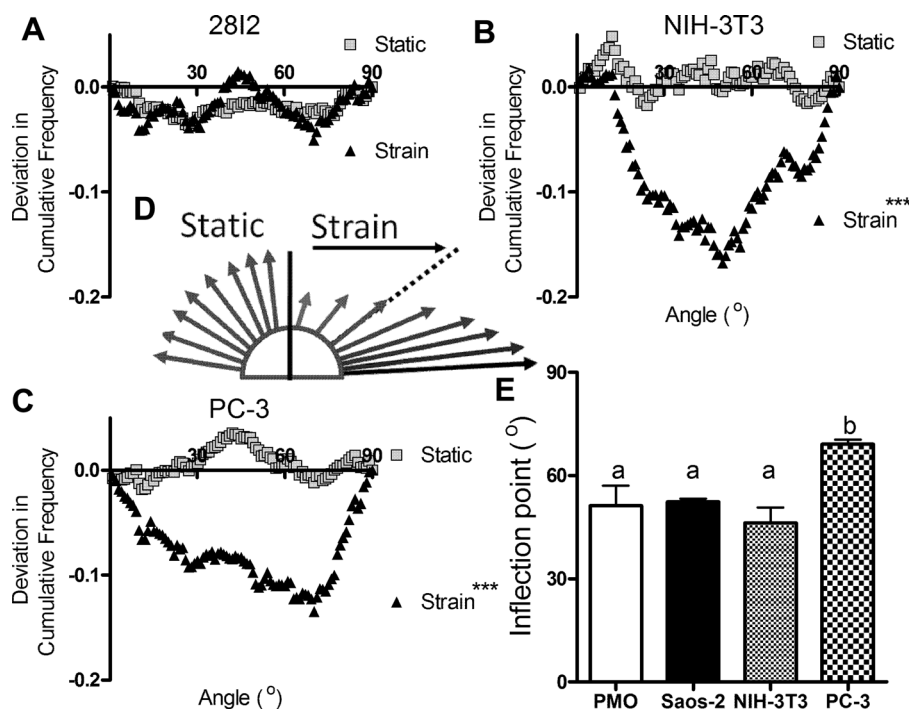 A
28I2
Static
0.0
30
60
90
-0.1
-0.2
Strain
Deviation in
Cumulative Frequency
B
NIH-3T3
Static
0.0
30
60
90
-0.1
-0.2
Strain***
Deviation in
Cumulative Frequency
Angle (°)
D
Static
Strain
C
PC-3
Static
0.0
30
60
90
-0.1
-0.2
Strain***
Deviation in
Cumulative Frequency
Angle (°)
E
Inflection point (°)
90
60
30
0
a
a
a
b
PMO
Saos-2
NIH-3T3
PC-3